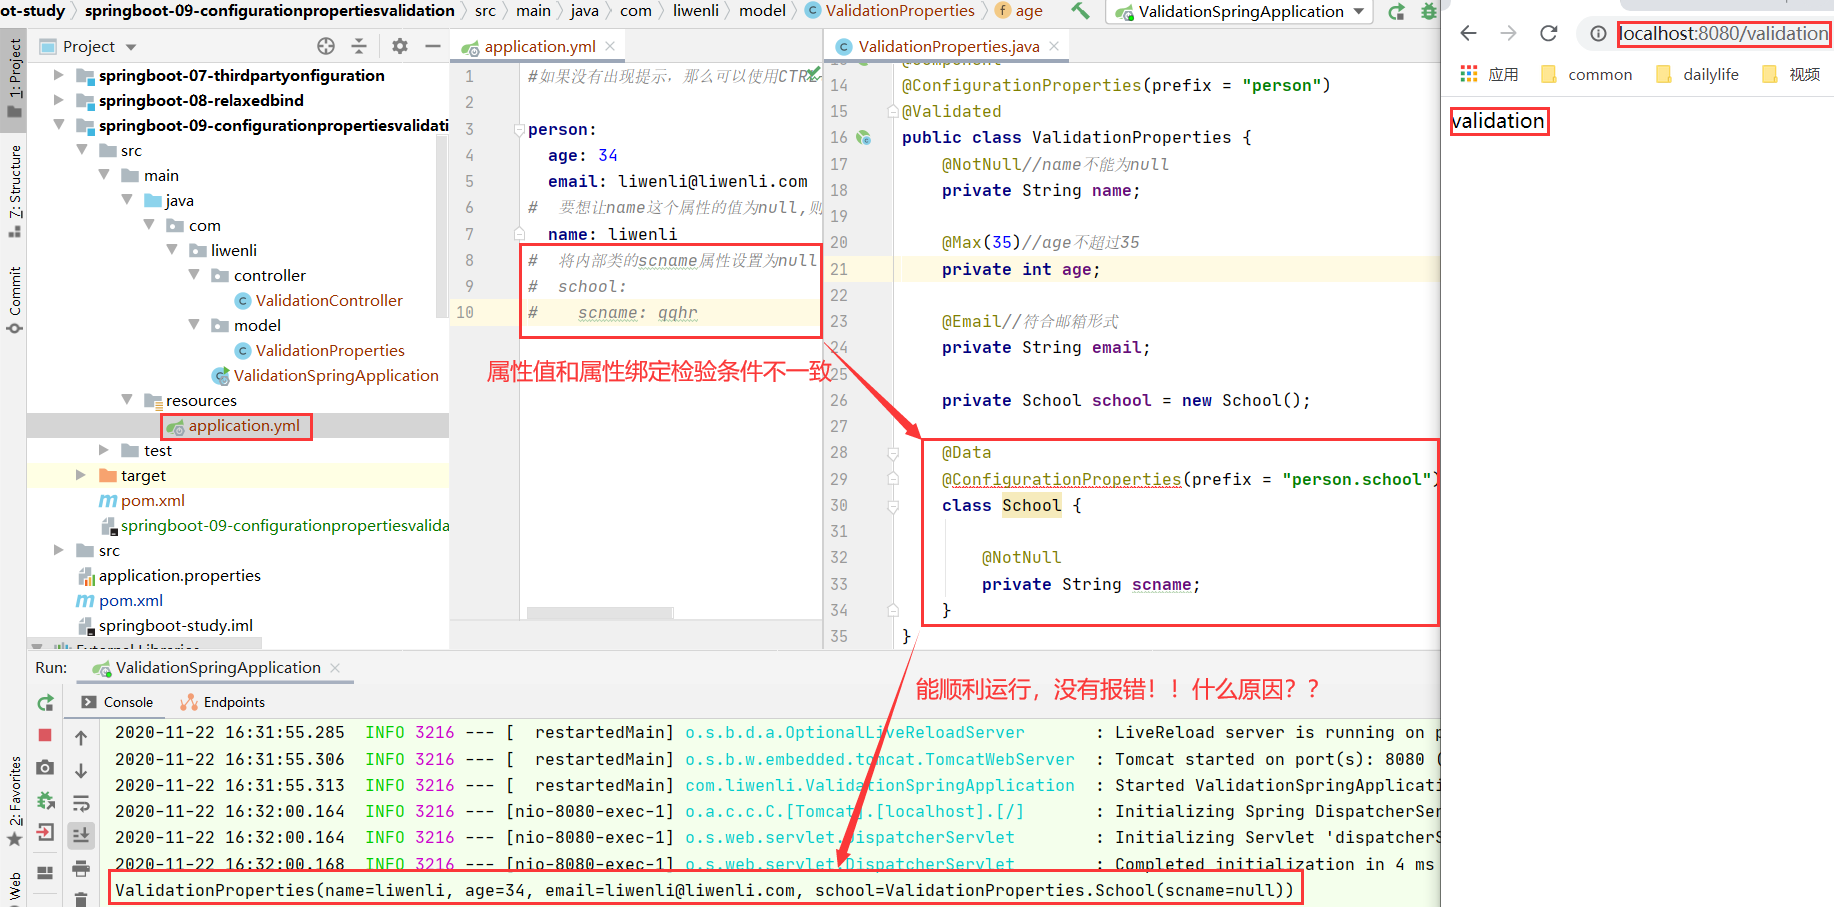 ot-study springboot-09-configurationpropertiesvalidation src main java com liwenli model ValidationProperties age ValidationSpringApplication
localhost:8080/validation
应用 common dailylife 视频
validation
1: Project
7: Structure
Commit
2: Favorites
Web
Project
springboot-07-thirdpartyonfiguration
springboot-08-relaxedbind
springboot-09-configurationpropertiesvalidati
src
main
java
com
liwenli
controller
ValidationController
model
ValidationProperties
ValidationSpringApplication
resources
application.yml
test
target
pom.xml
springboot-09-configurationpropertiesvalida
src
application.properties
pom.xml
springboot-study.iml
External Libraries
application.yml
1 #如果没有出现提示，那么可以使用CTRL
2
3 person:
4 age: 34
5 email: liwenli@liwenli.com
6 # 要想让name这个属性的值为null,则
7 name: liwenli
8 # 将内部类的scname属性设置为null
9 # school:
10 # scname: qqhr
属性值和属性绑定检验条件不一致
ValidationProperties.java
13 @Component
14 @ConfigurationProperties(prefix = "person")
15 @Validated
16 public class ValidationProperties {
17 @NotNull//name不能为null
18 private String name;
19
20 @Max(35)//age不超过35
21 private int age;
22
23 @Email//符合邮箱形式
24 private String email;
25
26 private School school = new School();
27
28 @Data
29 @ConfigurationProperties(prefix = "person.school")
30 class School {
31
32 @NotNull
33 private String scname;
34 }
35 }
能顺利运行，没有报错！！什么原因？？
Run: ValidationSpringApplication
Console Endpoints
2020-11-22 16:31:55.285 INFO 3216 --- [ restartedMain] o.s.b.d.a.OptionalLiveReloadServer : LiveReload server is running on p
2020-11-22 16:31:55.306 INFO 3216 --- [ restartedMain] o.s.b.w.embedded.tomcat.TomcatWebServer : Tomcat started on port(s): 8080 (
2020-11-22 16:31:55.313 INFO 3216 --- [ restartedMain] com.liwenli.ValidationSpringApplication : Started ValidationSpringApplicati
2020-11-22 16:32:00.164 INFO 3216 --- [nio-8080-exec-1] o.a.c.c.C.[Tomcat].[localhost].[/] : Initializing Spring DispatcherSer
2020-11-22 16:32:00.164 INFO 3216 --- [nio-8080-exec-1] o.s.web.servlet.DispatcherServlet : Initializing Servlet 'dispatcherS
2020-11-22 16:32:00.168 INFO 3216 --- [nio-8080-exec-1] o.s.web.servlet.DispatcherServlet : Completed initialization in 4 ms
ValidationProperties(name=liwenli, age=34, email=liwenli@liwenli.com, school=ValidationProperties.School(scname=null))